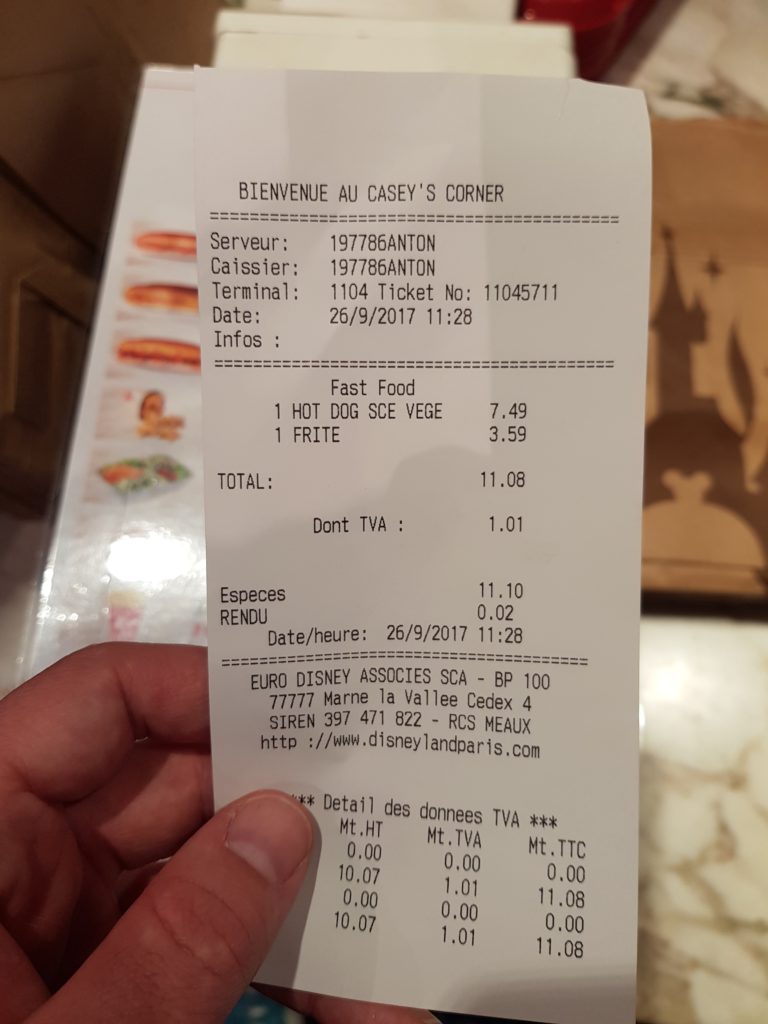 BIENVENUE AU CASEY'S CORNER
==========================================
Serveur: 197786ANTON
Caissier: 197786ANTON
Terminal: 1104 Ticket No: 11045711
Date: 26/9/2017 11:28
Infos :
==========================================
Fast Food
1 HOT DOG SCE VEGE 7.49
1 FRITE 3.59
TOTAL: 11.08
Dont TVA : 1.01
Especes 11.10
RENDU 0.02
Date/heure: 26/9/2017 11:28
==========================================
EURO DISNEY ASSOCIES SCA - BP 100
77777 Marne la Vallee Cedex 4
SIREN 397 471 822 - RCS MEAUX
http ://www.disneylandparis.com
** Detail des donnees TVA ***
Mt.HT Mt.TVA Mt.TTC
0.00 0.00 0.00
10.07 1.01 11.08
0.00 0.00 0.00
10.07 1.01 11.08